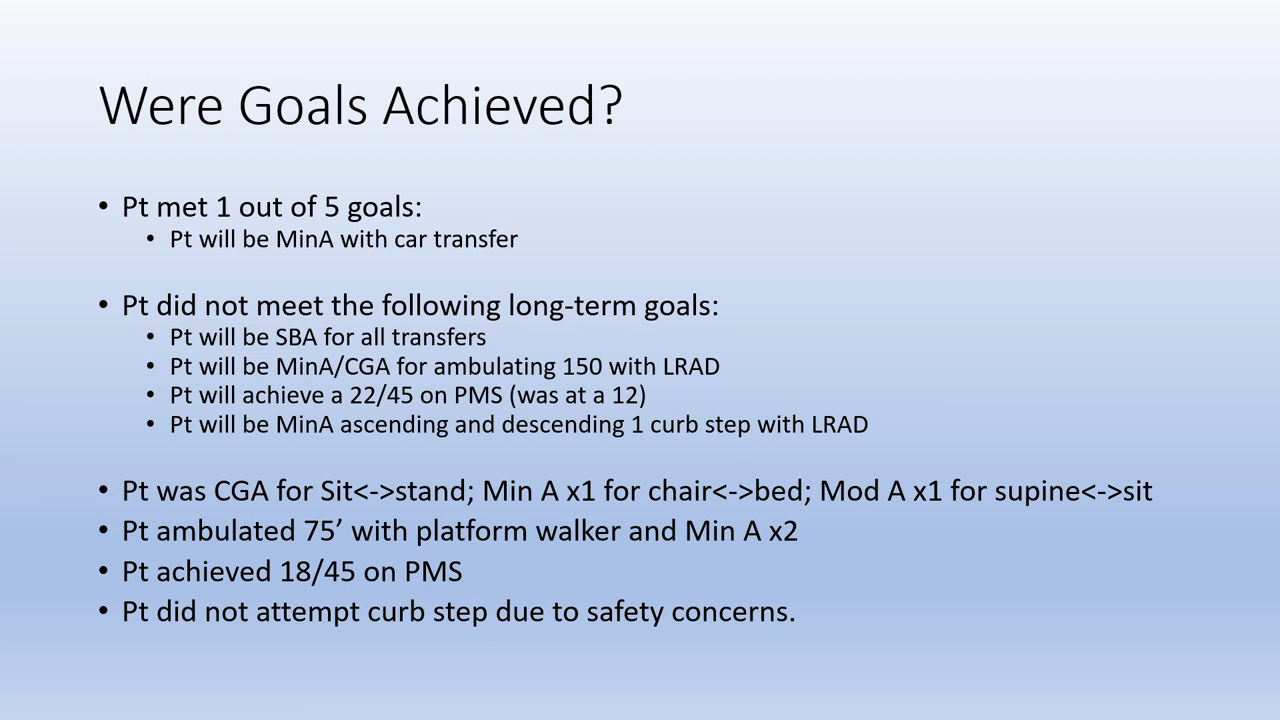 Were Goals Achieved?
• Pt met 1 out of 5 goals:
• Pt will be MinA with car transfer
• Pt did not meet the following long-term goals:
• Pt will be SBA for all transfers
• Pt will be MinA/CGA for ambulating 150 with LRAD
• Pt will achieve a 22/45 on PMS (was at a 12)
• Pt will be MinA ascending and descending 1 curb step with LRAD
• Pt was CGA for Sit<->stand; Min A x1 for chair<->bed; Mod A x1 for supine<->sit
• Pt ambulated 75’ with platform walker and Min A x2
• Pt achieved 18/45 on PMS
• Pt did not attempt curb step due to safety concerns.